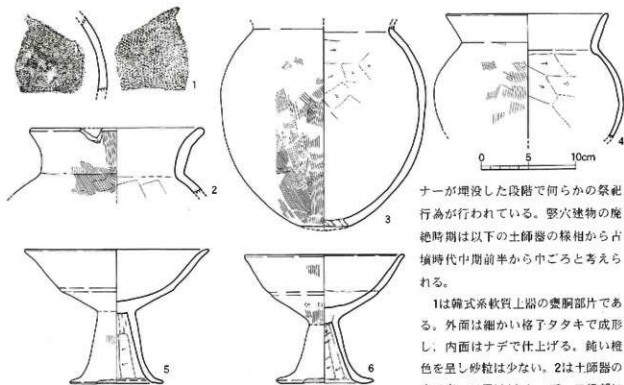 1
2
3
4
0 5 10cm
5
6
ナーが埋没した段階で何らかの祭祀
行為が行われている。竪穴建物の廃
絶時期は以下の土師器の様相から古
墳時代中期前半から中ごろと考えら
れる。
1は韓式系軟質土器の甕胴部片であ
る。外面は細かい格子タタキで成形
し、内面はナデで仕上げる。鈍い橙
色を呈し砂粒は少ない。2は土師器の